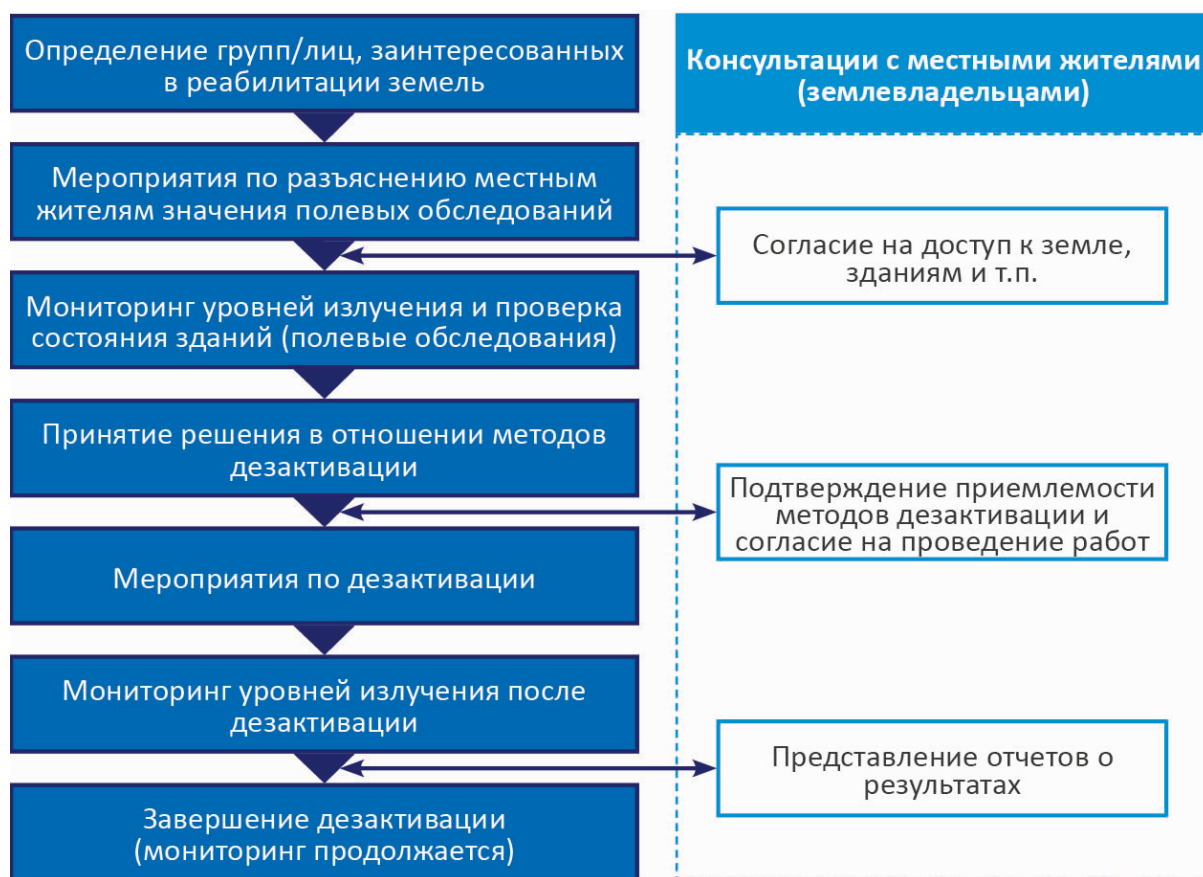 Определение групп/лиц, заинтересованных
в реабилитации земель
Консультации с местными жителями
(землевладельцами)
Мероприятия по разъяснению местным
жителям значения полевых обследований
Согласие на доступ к земле,
зданиям и т.п.
Мониторинг уровней излучения и проверка
состояния зданий (полевые обследования)
Принятие решения в отношении методов
дезактивации
Подтверждение приемлемости
методов дезактивации и
согласие на проведение работ
Мероприятия по дезактивации
Мониторинг уровней излучения после
дезактивации
Представление отчетов о
результатах
Завершение дезактивации
(мониторинг продолжается)